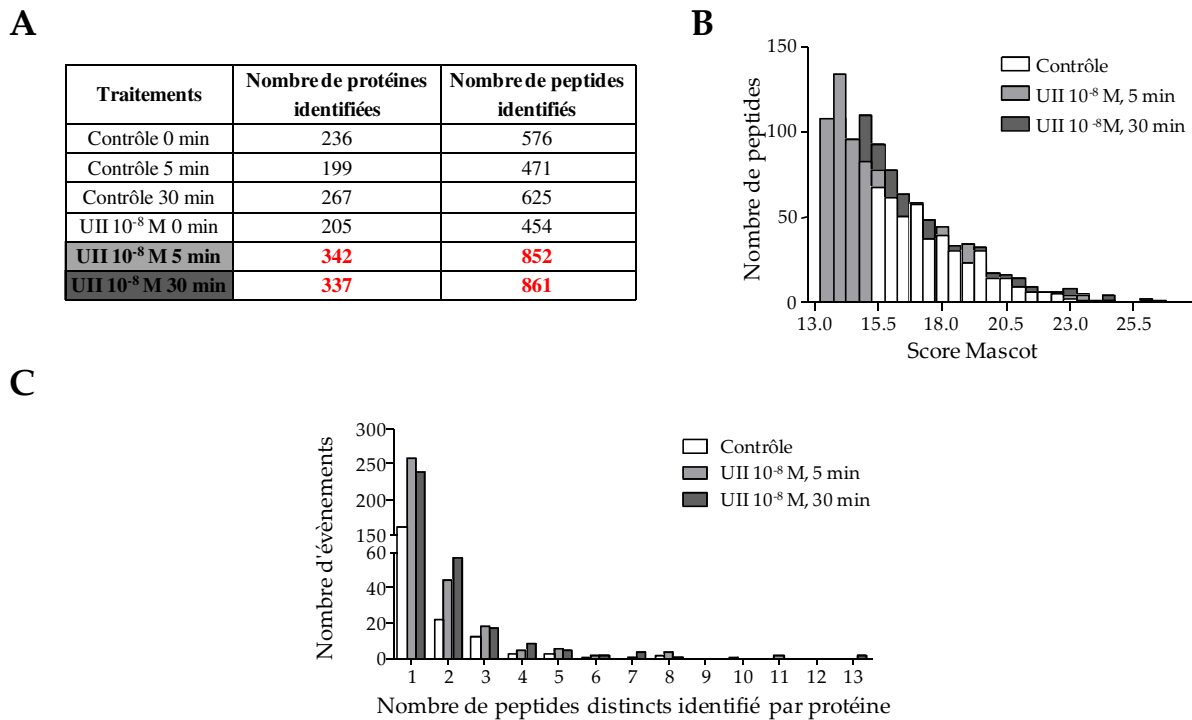 A
Traitements Nombre de protéines identifiées Nombre de peptides identifiés
Contrôle 0 min 236 576
Contrôle 5 min 199 471
Contrôle 30 min 267 625
UII 10⁻⁸ M 0 min 205 454
UII 10⁻⁸ M 5 min 342 852
UII 10⁻⁸ M 30 min 337 861
B
Nombre de peptides
150
100
50
0
13.0 15.5 18.0 20.5 23.0 25.5
Score Mascot
Contrôle
UII 10⁻⁸ M, 5 min
UII 10⁻⁸M, 30 min
C
Nombre d'évènements
300
250
200
150
60
40
20
0
1 2 3 4 5 6 7 8 9 10 11 12 13
Nombre de peptides distincts identifié par protéine
Contrôle
UII 10⁻⁸ M, 5 min
UII 10⁻⁸ M, 30 min